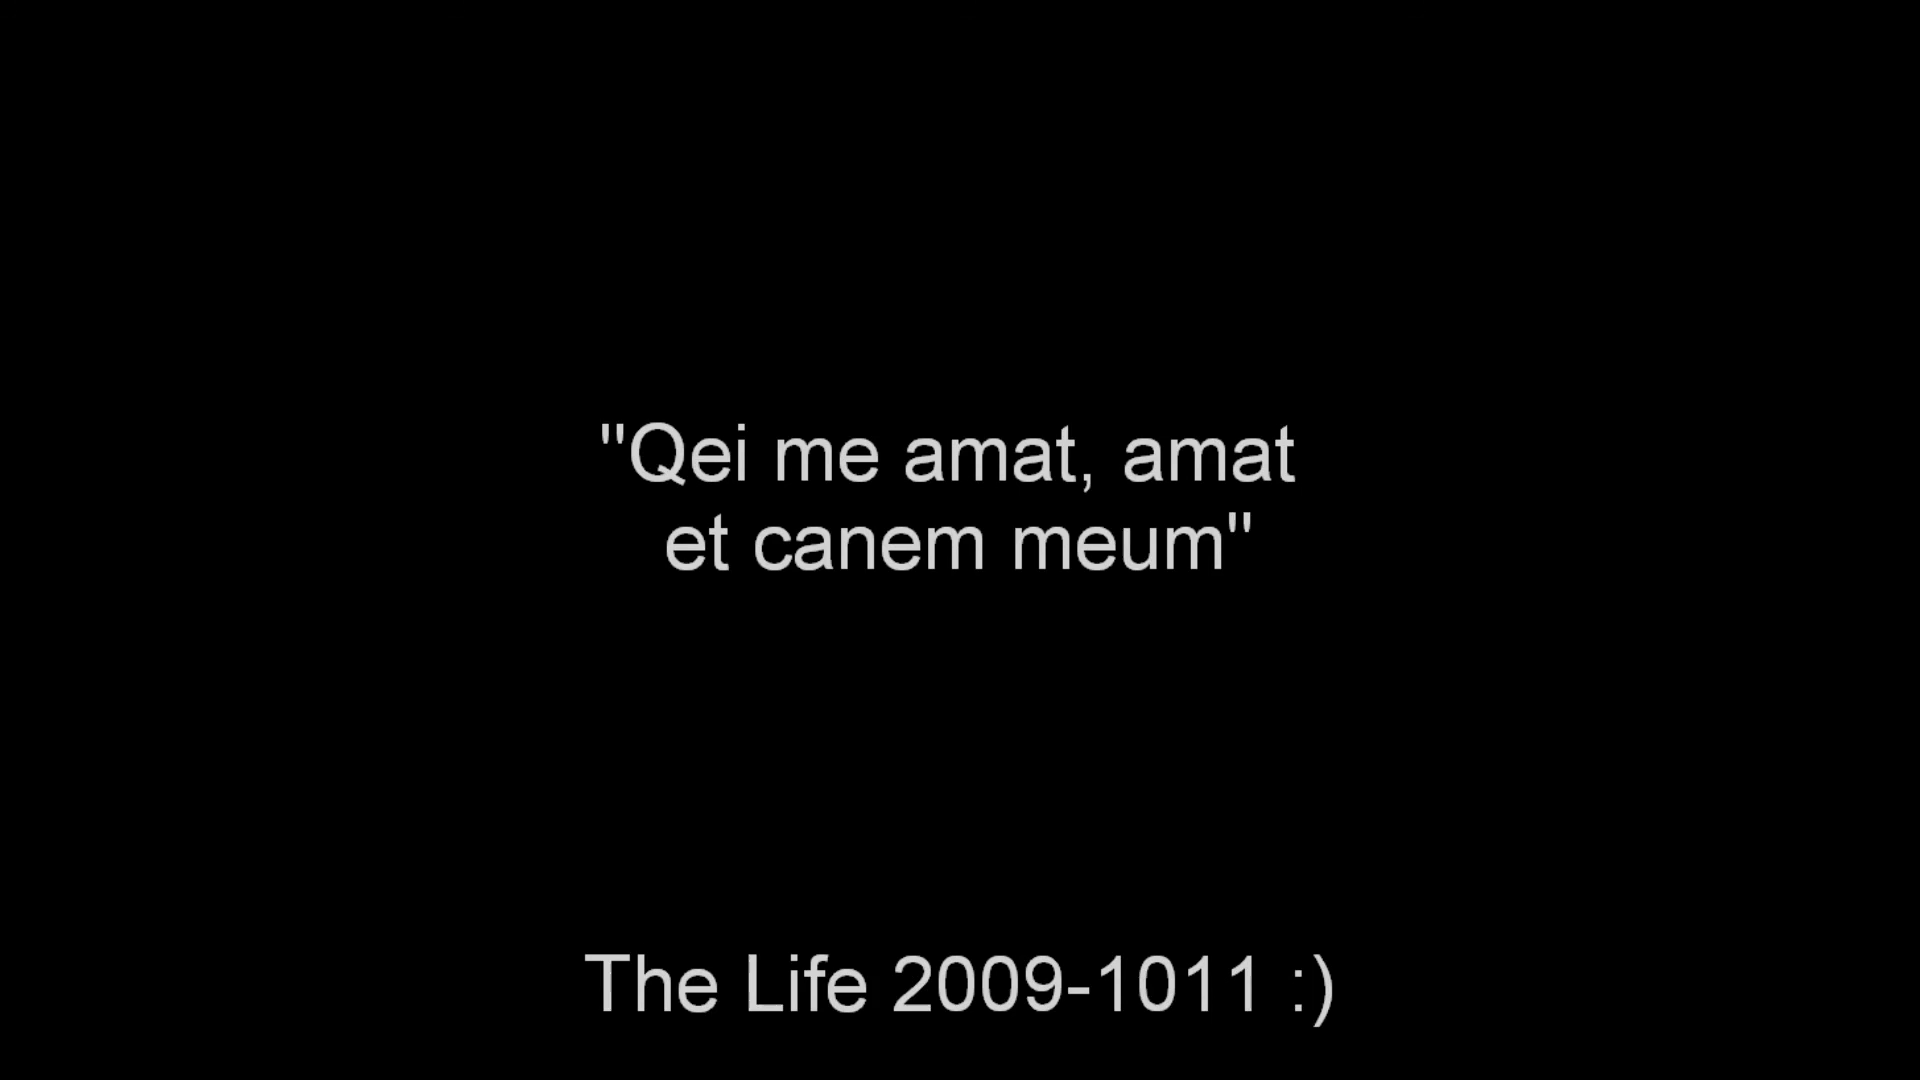 "Qei me amat, amat
et canem meum"
The Life 2009-1011 :)